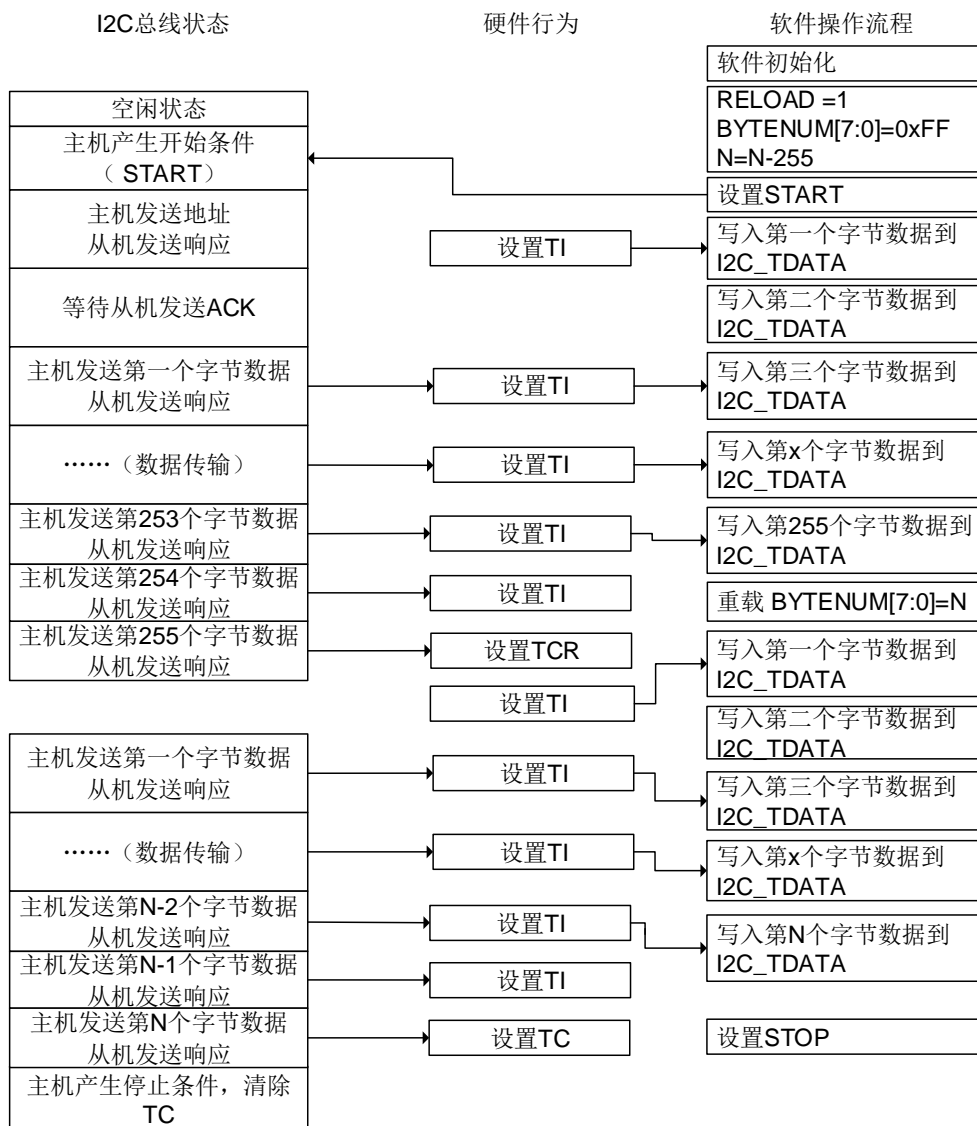 I2C总线状态
硬件行为
软件操作流程
软件初始化
空闲状态
RELOAD =1
BYTENUM[7:0]=0xFF
N=N-255
主机产生开始条件
（ START）
设置START
主机发送地址
从机发送响应
设置TI
写入第一个字节数据到
I2C_TDATA
等待从机发送ACK
写入第二个字节数据到
I2C_TDATA
主机发送第一个字节数据
从机发送响应
设置TI
写入第三个字节数据到
I2C_TDATA
……（数据传输）
设置TI
写入第x个字节数据到
I2C_TDATA
主机发送第253个字节数据
从机发送响应
设置TI
写入第255个字节数据到
I2C_TDATA
主机发送第254个字节数据
从机发送响应
设置TI
重载 BYTENUM[7:0]=N
主机发送第255个字节数据
从机发送响应
设置TCR
写入第一个字节数据到
I2C_TDATA
设置TI
写入第二个字节数据到
I2C_TDATA
主机发送第一个字节数据
从机发送响应
设置TI
写入第三个字节数据到
I2C_TDATA
……（数据传输）
设置TI
写入第x个字节数据到
I2C_TDATA
主机发送第N-2个字节数据
从机发送响应
设置TI
写入第N个字节数据到
I2C_TDATA
主机发送第N-1个字节数据
从机发送响应
设置TI
主机发送第N个字节数据
从机发送响应
设置TC
设置STOP
主机产生停止条件，清除
TC